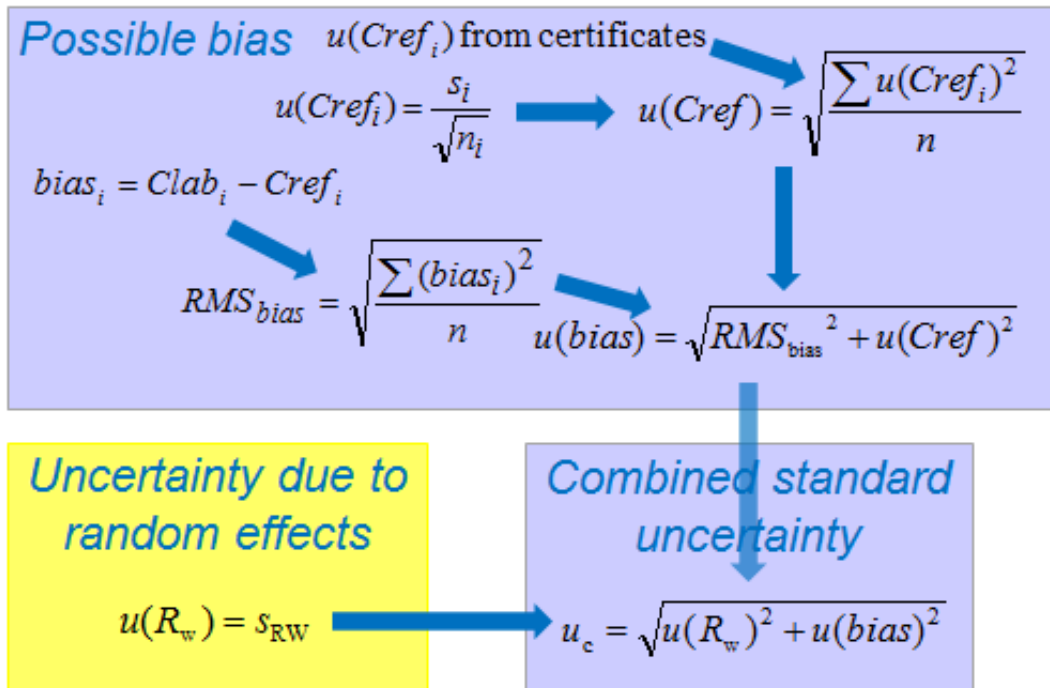 Possible bias u(Cref_i) from certificates
u(Cref_i) = s_i / √n_i
u(Cref) = √(∑u(Cref_i)² / n)
bias_i = Clab_i − Cref_i
RMS_bias = √(∑(bias_i)² / n)
u(bias) = √(RMS_bias² + u(Cref)²)
Uncertainty due to
random effects
u(R_w) = s_RW
Combined standard
uncertainty
u_c = √(u(R_w)² + u(bias)²)